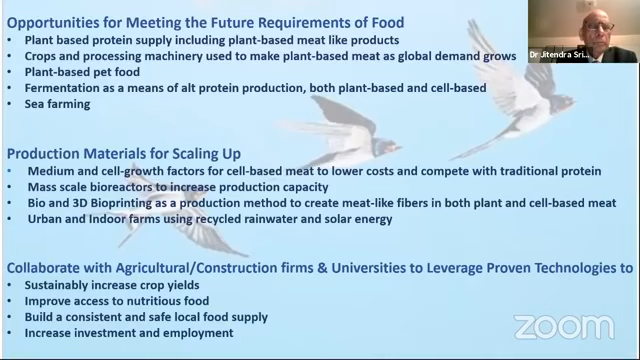 Opportunities for Meeting the Future Requirements of Food
• Plant based protein supply including plant-based meat like products
• Crops and processing machinery used to make plant-based meat as global demand grows
• Plant-based pet food
• Fermentation as a means of alt protein production, both plant-based and cell-based
• Sea farming
Dr Jitendra Sri...
Production Materials for Scaling Up
• Medium and cell-growth factors for cell-based meat to lower costs and compete with traditional protein
• Mass scale bioreactors to increase production capacity
• Bio and 3D Bioprinting as a production method to create meat-like fibers in both plant and cell-based meat
• Urban and Indoor farms using recycled rainwater and solar energy
Collaborate with Agricultural/Construction firms & Universities to Leverage Proven Technologies to
• Sustainably increase crop yields
• Improve access to nutritious food
• Build a consistent and safe local food supply
• Increase investment and employment
zoom